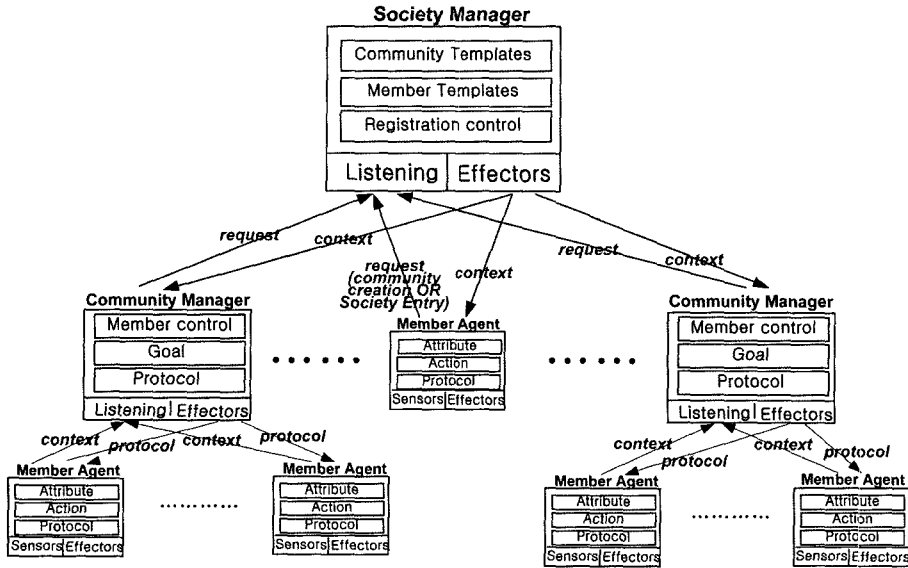 Society Manager
Community Templates
Member Templates
Registration control
Listening Effectors
request
context
request
(community
creation OR
Society Entry)
context
request
context
Community Manager
Member control
Goal
Protocol
Listening Effectors
Member Agent
Attribute
Action
Protocol
Sensors Effectors
Community Manager
Member control
Goal
Protocol
Listening Effectors
context
protocol
context
protocol
context
protocol
context
protocol
Member Agent
Attribute
Action
Protocol
Sensors Effectors
Member Agent
Attribute
Action
Protocol
Sensors Effectors
Member Agent
Attribute
Action
Protocol
Sensors Effectors
Member Agent
Attribute
Action
Protocol
Sensors Effectors